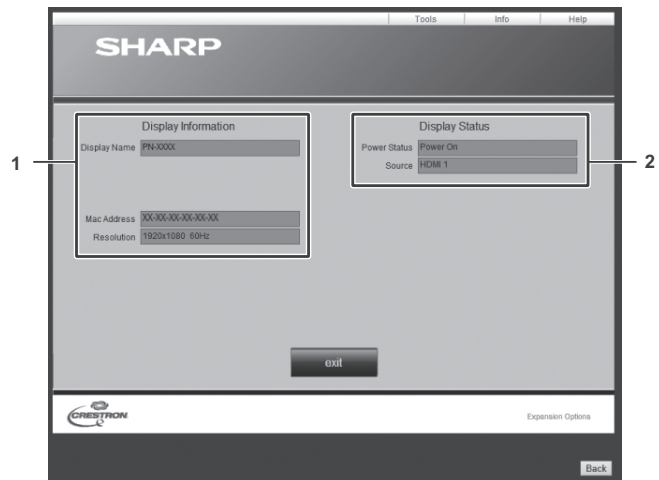 Tools Info Help
SHARP
Display Information
Display Name PN-XXXX
Mac Address XX-XX-XX-XX-XX-XX
Resolution 1920x1080 60Hz
1
Display Status
Power Status Power On
Source HDMI 1
2
exit
CRESTRON
Expansion Options
Back